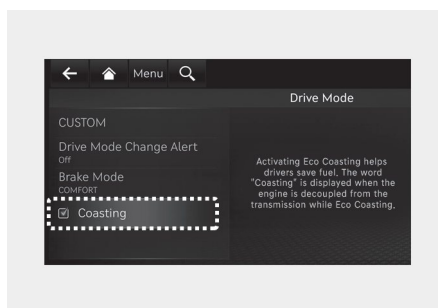 Menu
Drive Mode
CUSTOM
Drive Mode Change Alert
Off
Brake Mode
COMFORT
Coasting
Activating Eco Coasting helps
drivers save fuel. The word
"Coasting" is displayed when the
engine is decoupled from the
transmission while Eco Coasting.